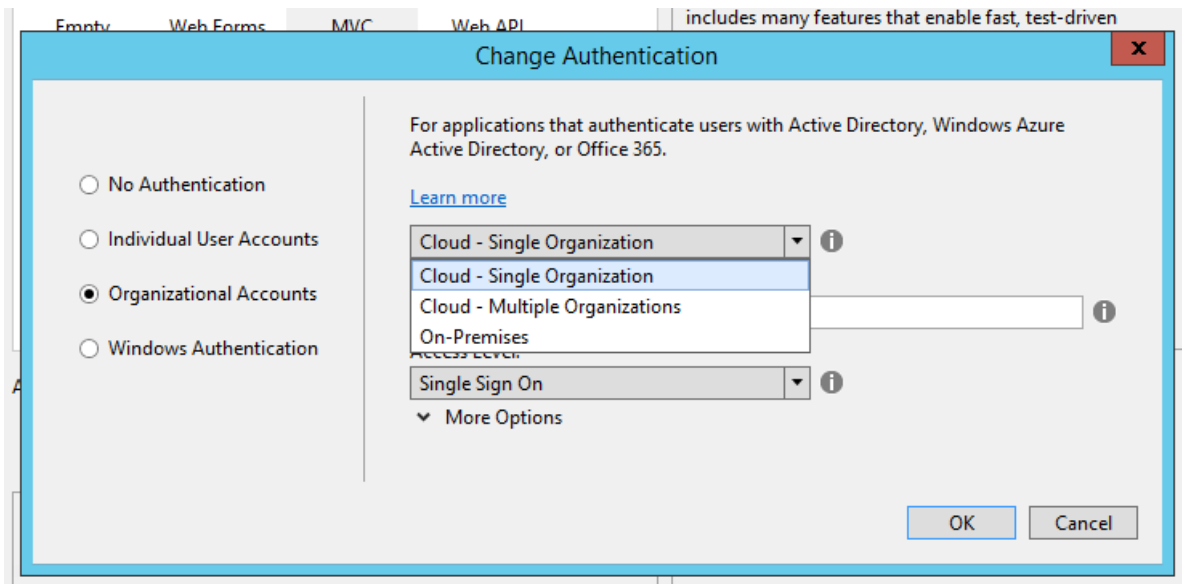 Empty Web Forms MVC Web API
includes many features that enable fast, test-driven
Change Authentication
x
For applications that authenticate users with Active Directory, Windows Azure
Active Directory, or Office 365.
No Authentication
Learn more
Individual User Accounts
Cloud - Single Organization
Cloud - Single Organization
Organizational Accounts
Cloud - Multiple Organizations
On-Premises
Windows Authentication
Access Level:
Single Sign On
More Options
OK
Cancel